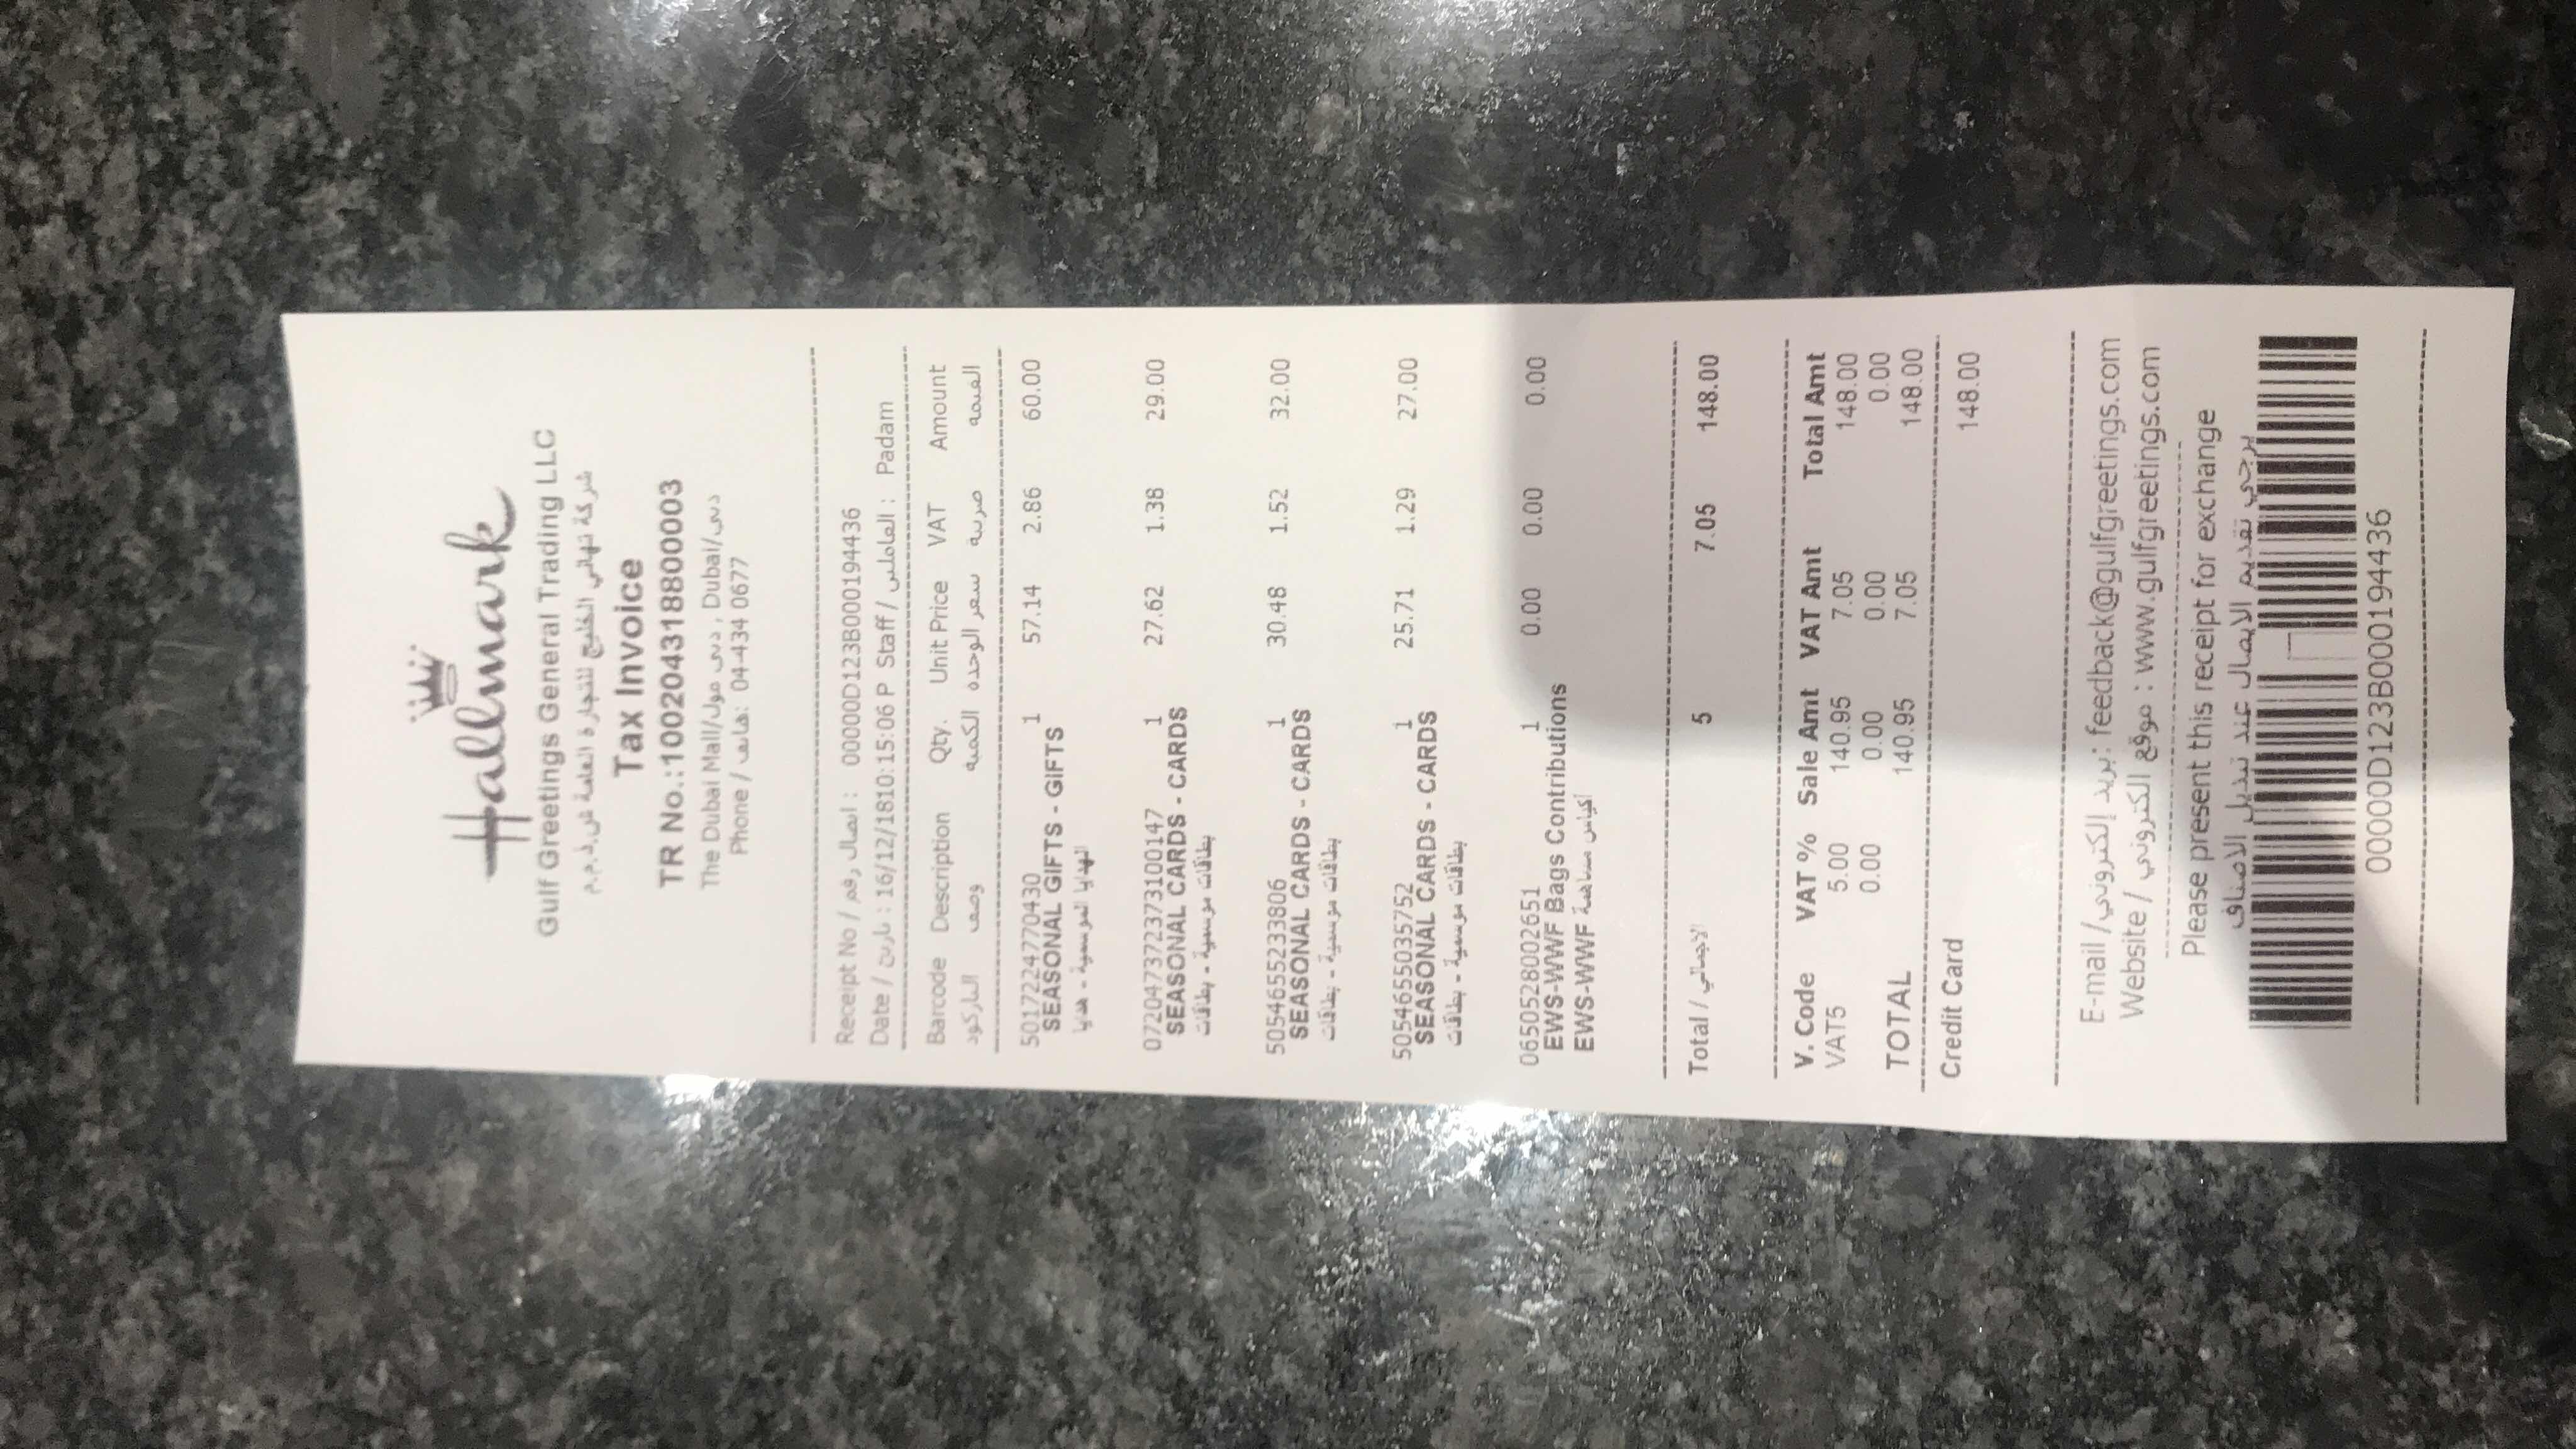 Hallmark
Gulf Greetings General Trading LLC
شركة تهاني الخليج للتجارة العامة ش.ذ.م.م
Tax Invoice
TR No.:100204318800003
The Dubai Mall/دبي مول , Dubai/دبي
Phone / هاتف: 04-434 0677
Receipt No / ايصال رقم : 00000D123B000194436
Date / تاريخ : 16/12/1810:15:06 P Staff / العاملين : Padam
Barcode Description Qty. Unit Price VAT Amount
الباركود وصف الكمية سعر الوحدة ضريبة القيمة
5017224770430 1 57.14 2.86 60.00
SEASONAL GIFTS - GIFTS
الهدايا الموسمية - هدايا
072047372373100147 1 27.62 1.38 29.00
SEASONAL CARDS - CARDS
بطاقات موسمية - بطاقات
5054655233806 1 30.48 1.52 32.00
SEASONAL CARDS - CARDS
بطاقات موسمية - بطاقات
5054655035752 1 25.71 1.29 27.00
SEASONAL CARDS - CARDS
بطاقات موسمية - بطاقات
0650528002651 1 0.00 0.00 0.00
EWS-WWF Bags Contributions
EWS-WWF أكياس مساهمة
Total / الاجمالي 5 7.05 148.00
V. Code VAT % Sale Amt VAT Amt Total Amt
VAT5 5.00 140.95 7.05 148.00
0.00 0.00 0.00 0.00
TOTAL 140.95 7.05 148.00
Credit Card 148.00
E-mail /بريد إلكتروني: feedback@gulfgreetings.com
Website / موقع الكتروني : www.gulfgreetings.com
Please present this receipt for exchange
يرجي تقديم الايصال عند تبديل الاصناف
00000D123B000194436